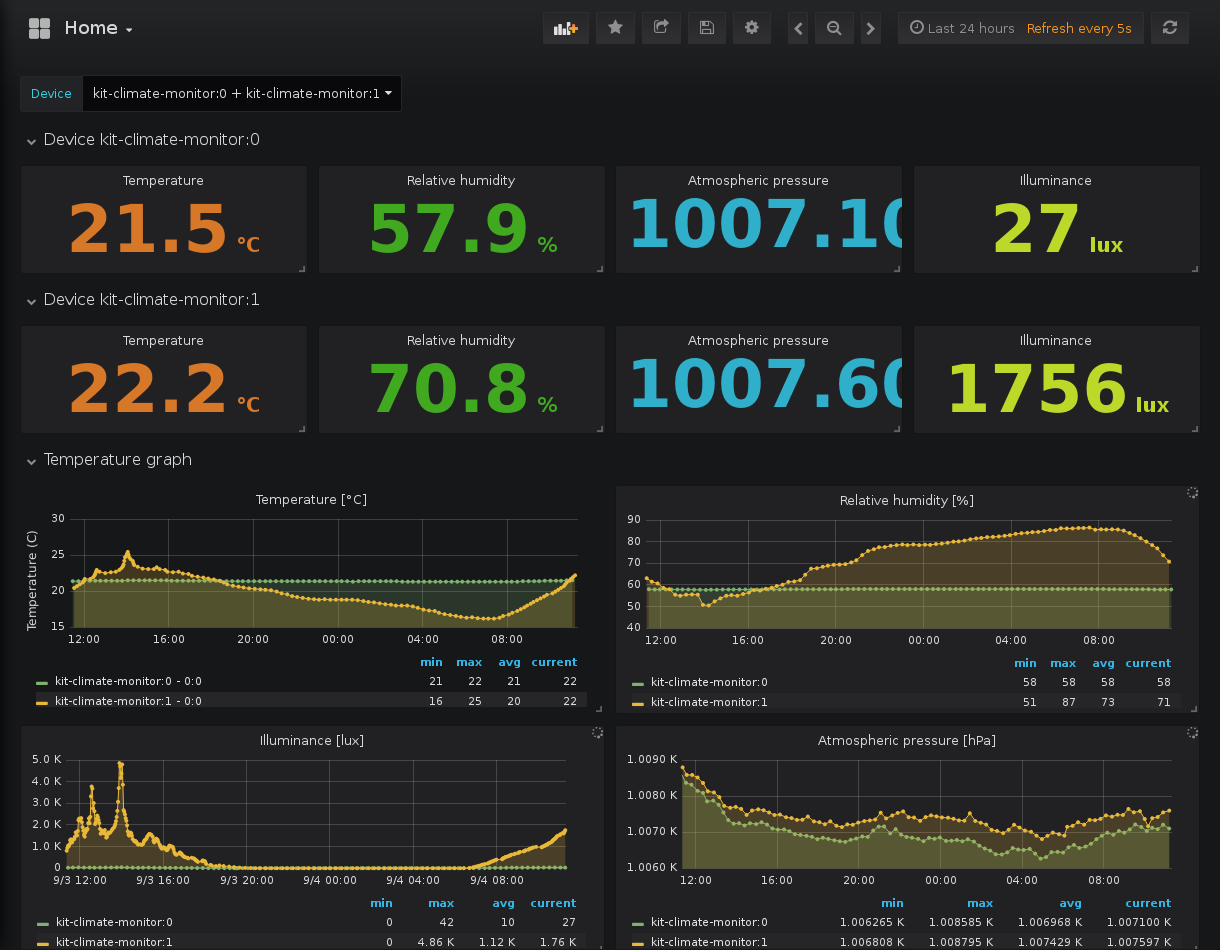 Home
Last 24 hours Refresh every 5s
Device kit-climate-monitor:0 + kit-climate-monitor:1
Device kit-climate-monitor:0
Temperature Relative humidity Atmospheric pressure Illuminance
21.5 °C 57.9 % 1007.10 27 lux
Device kit-climate-monitor:1
Temperature Relative humidity Atmospheric pressure Illuminance
22.2 °C 70.8 % 1007.60 1756 lux
Temperature graph
Temperature [°C]
Temperature (C)
30
25
20
15
12:00 16:00 20:00 00:00 04:00 08:00
min max avg current
kit-climate-monitor:0 - 0:0 21 22 21 22
kit-climate-monitor:1 - 0:0 16 25 20 22
Relative humidity [%]
90
80
70
60
50
40
12:00 16:00 20:00 00:00 04:00 08:00
min max avg current
kit-climate-monitor:0 58 58 58 58
kit-climate-monitor:1 51 87 73 71
Illuminance [lux]
5.0 K
4.0 K
3.0 K
2.0 K
1.0 K
0
9/3 12:00 9/3 16:00 9/3 20:00 9/4 00:00 9/4 04:00 9/4 08:00
min max avg current
kit-climate-monitor:0 0 42 10 27
kit-climate-monitor:1 0 4.86 K 1.12 K 1.76 K
Atmospheric pressure [hPa]
1.0090 K
1.0080 K
1.0070 K
1.0060 K
12:00 16:00 20:00 00:00 04:00 08:00
min max avg current
kit-climate-monitor:0 1.006265 K 1.008585 K 1.006968 K 1.007100 K
kit-climate-monitor:1 1.006808 K 1.008795 K 1.007429 K 1.007597 K